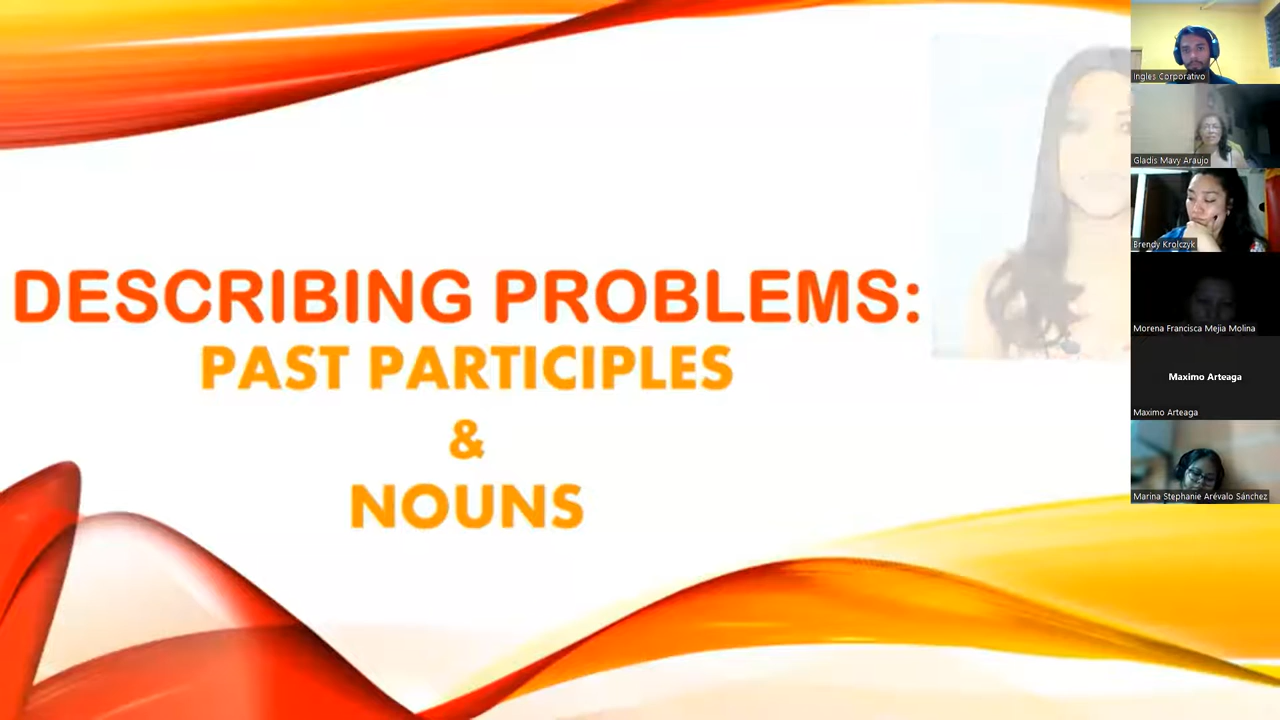 DESCRIBING PROBLEMS:
PAST PARTICIPLES
&
NOUNS
Ingles Corporativo
Gladis Mavy Araujo
Brendy Krolczyk
Morena Francisca Mejia Molina
Maximo Arteaga
Maximo Arteaga
Marina Stephanie Arévalo Sánchez